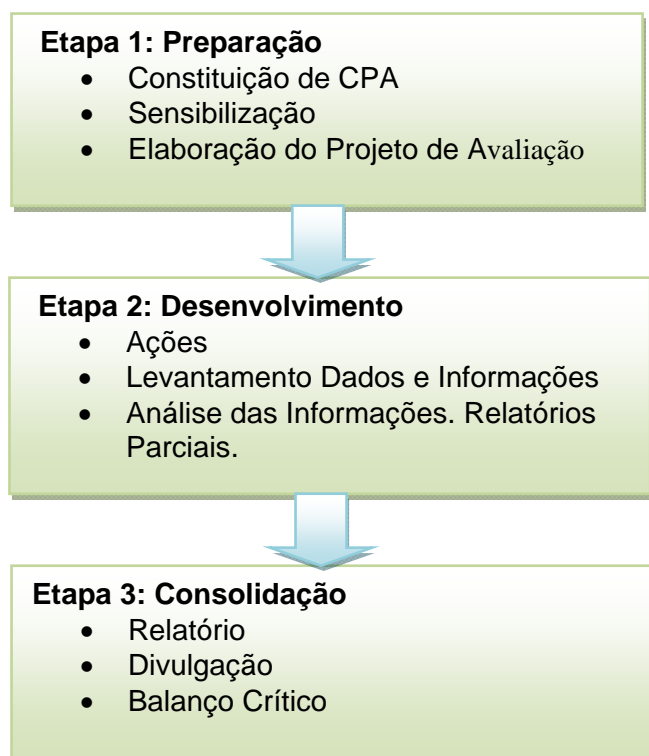 Etapa 1: Preparação
• Constituição de CPA
• Sensibilização
• Elaboração do Projeto de Avaliação
Etapa 2: Desenvolvimento
• Ações
• Levantamento Dados e Informações
• Análise das Informações. Relatórios
Parciais.
Etapa 3: Consolidação
• Relatório
• Divulgação
• Balanço Crítico